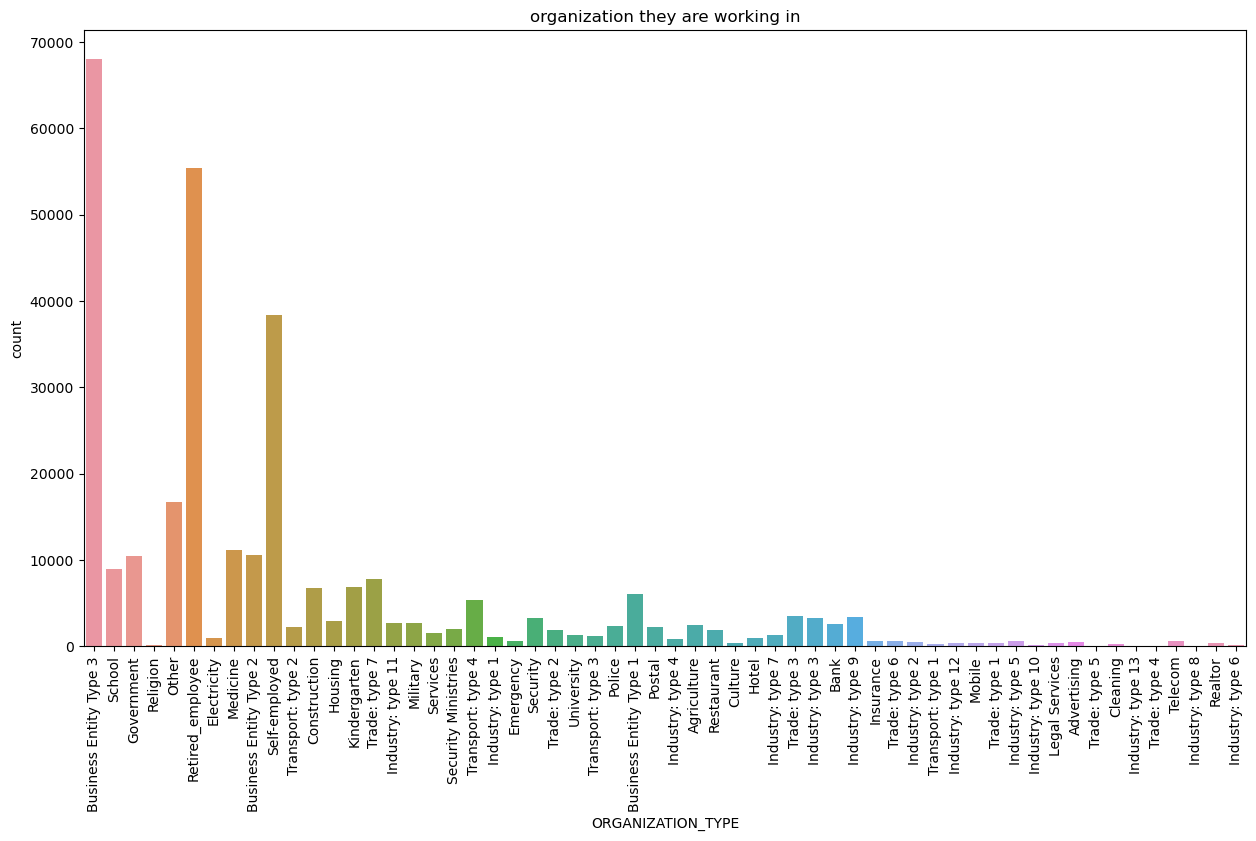 organization they are working in
70000
60000
50000
40000
30000
20000
10000
0
count
Business Entity Type 3
School
Government
Religion
Other
Retired_employee
Electricity
Medicine
Business Entity Type 2
Self-employed
Transport: type 2
Construction
Housing
Kindergarten
Trade: type 7
Industry: type 11
Military
Services
Security Ministries
Transport: type 4
Industry: type 1
Emergency
Security
Trade: type 2
University
Transport: type 3
Police
Business Entity Type 1
Postal
Industry: type 4
Agriculture
Restaurant
Culture
Hotel
Industry: type 7
Trade: type 3
Industry: type 3
Bank
Industry: type 9
Insurance
Trade: type 6
Industry: type 2
Transport: type 1
Industry: type 12
Mobile
Trade: type 1
Industry: type 5
Industry: type 10
Legal Services
Advertising
Trade: type 5
Cleaning
Industry: type 13
Trade: type 4
Telecom
Industry: type 8
Realtor
Industry: type 6
ORGANIZATION_TYPE